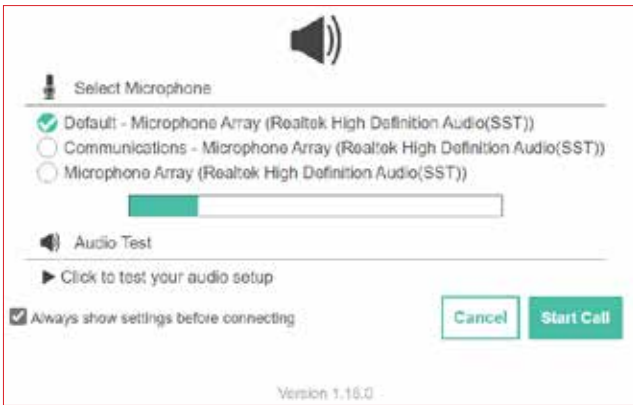 Select Microphone
Default - Microphone Array (Realtek High Definition Audio(SST))
Communications - Microphone Array (Realtek High Definition Audio(SST))
Microphone Array (Realtek High Definition Audio(SST))
Audio Test
Click to test your audio setup
Always show settings before connecting
Cancel
Start Call
Version 1.16.0